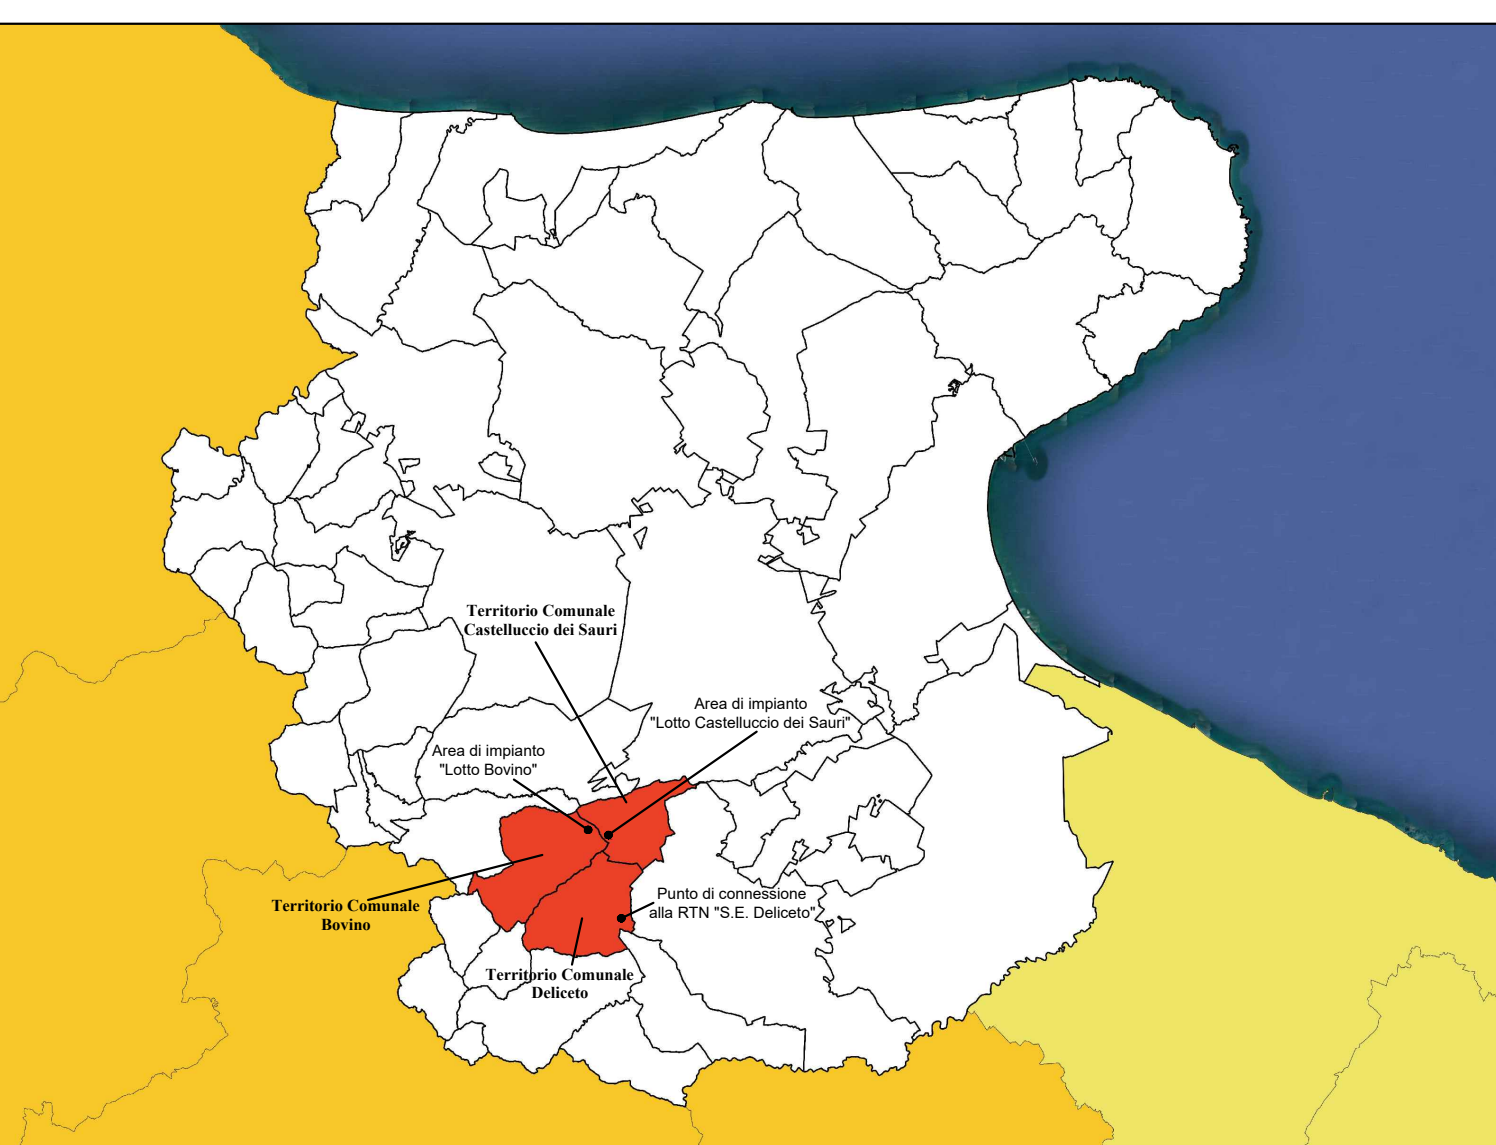 Territorio Comunale
Castelluccio dei Sauri
Area di impianto
"Lotto Castelluccio dei Sauri"
Area di impianto
"Lotto Bovino"
Punto di connessione
alla RTN "S.E. Deliceto"
Territorio Comunale
Bovino
Territorio Comunale
Deliceto